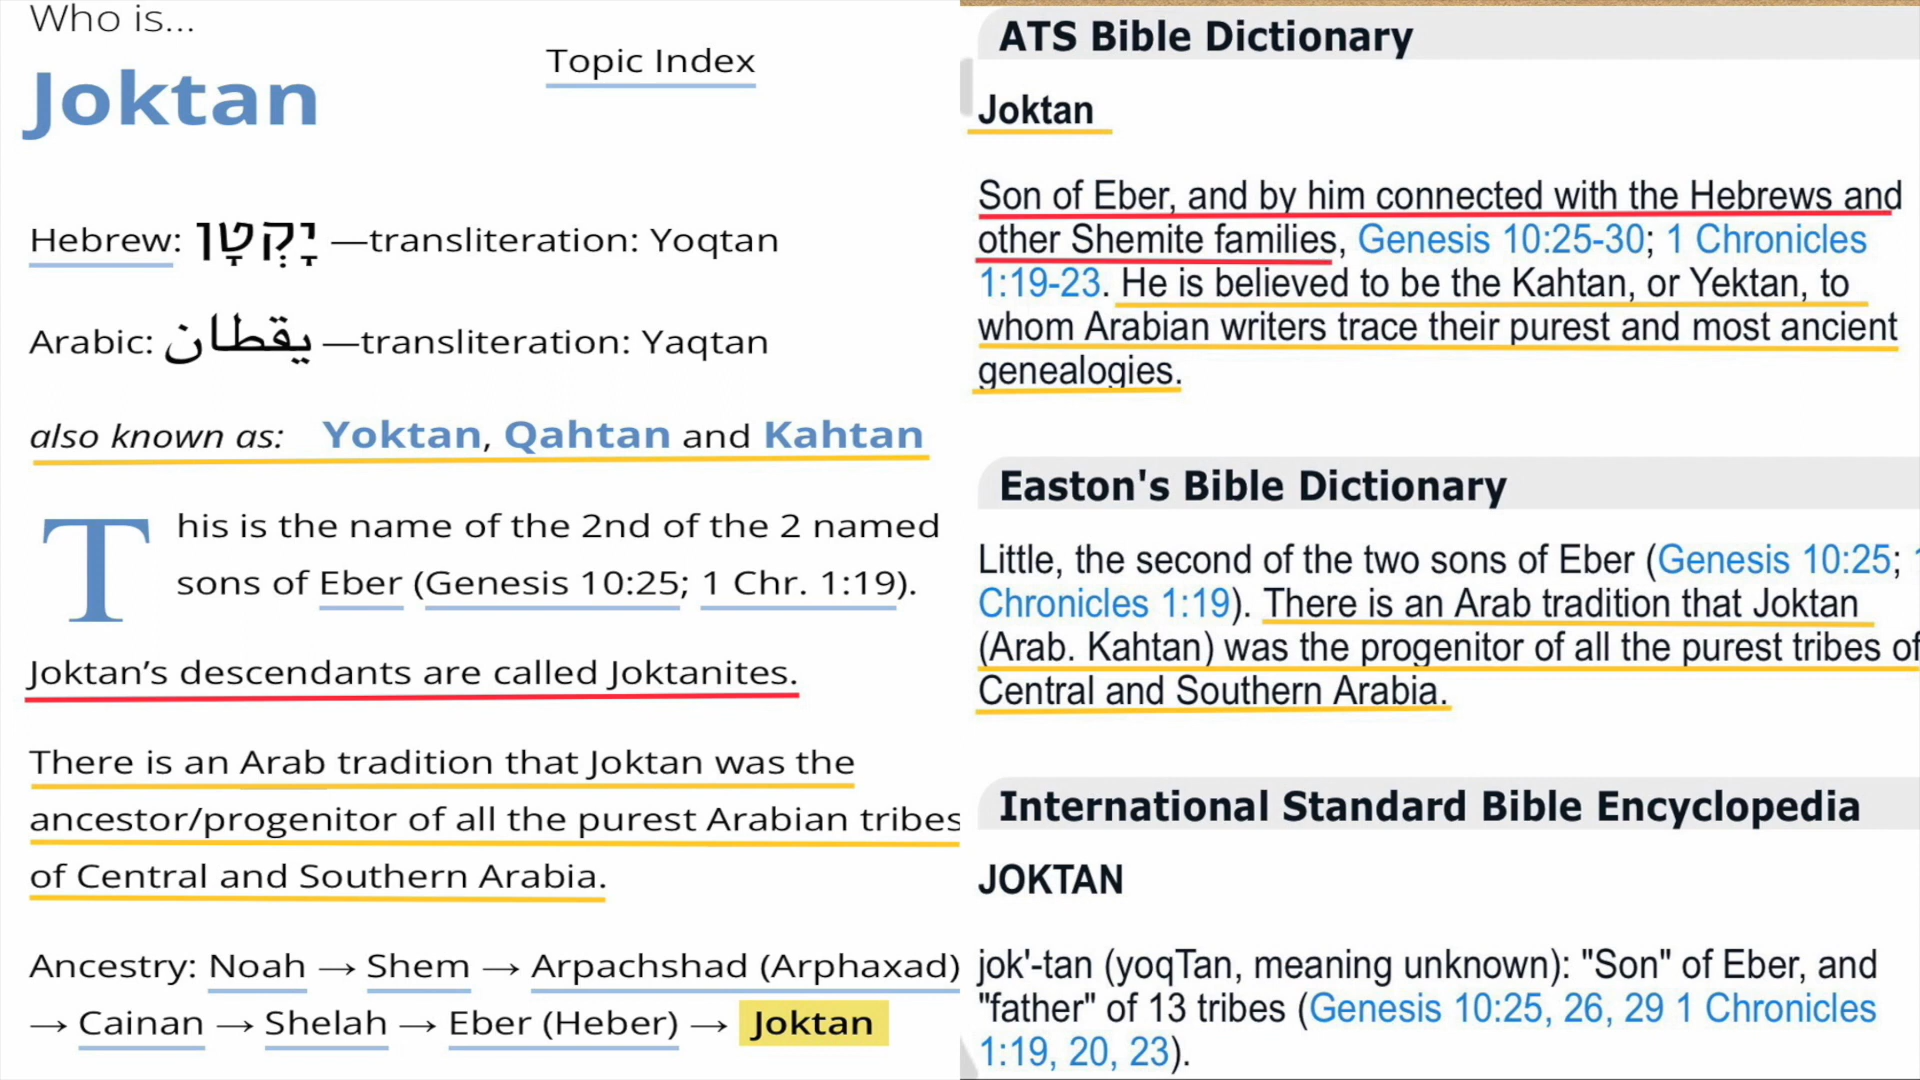 Who is...
Topic Index
Joktan
Hebrew: יָקְטָן —transliteration: Yoqtan
Arabic: يقطان —transliteration: Yaqtan
also known as: Yoktan, Qahtan and Kahtan
This is the name of the 2nd of the 2 named
sons of Eber (Genesis 10:25; 1 Chr. 1:19).
Joktan’s descendants are called Joktanites.
There is an Arab tradition that Joktan was the
ancestor/progenitor of all the purest Arabian tribes
of Central and Southern Arabia.
Ancestry: Noah → Shem → Arpachshad (Arphaxad)
→ Cainan → Shelah → Eber (Heber) → Joktan
ATS Bible Dictionary
Joktan
Son of Eber, and by him connected with the Hebrews and
other Shemite families, Genesis 10:25-30; 1 Chronicles
1:19-23. He is believed to be the Kahtan, or Yektan, to
whom Arabian writers trace their purest and most ancient
genealogies.
Easton's Bible Dictionary
Little, the second of the two sons of Eber (Genesis 10:25; 1
Chronicles 1:19). There is an Arab tradition that Joktan
(Arab. Kahtan) was the progenitor of all the purest tribes of
Central and Southern Arabia.
International Standard Bible Encyclopedia
JOKTAN
jok'-tan (yoqTan, meaning unknown): "Son" of Eber, and
"father" of 13 tribes (Genesis 10:25, 26, 29 1 Chronicles
1:19, 20, 23).